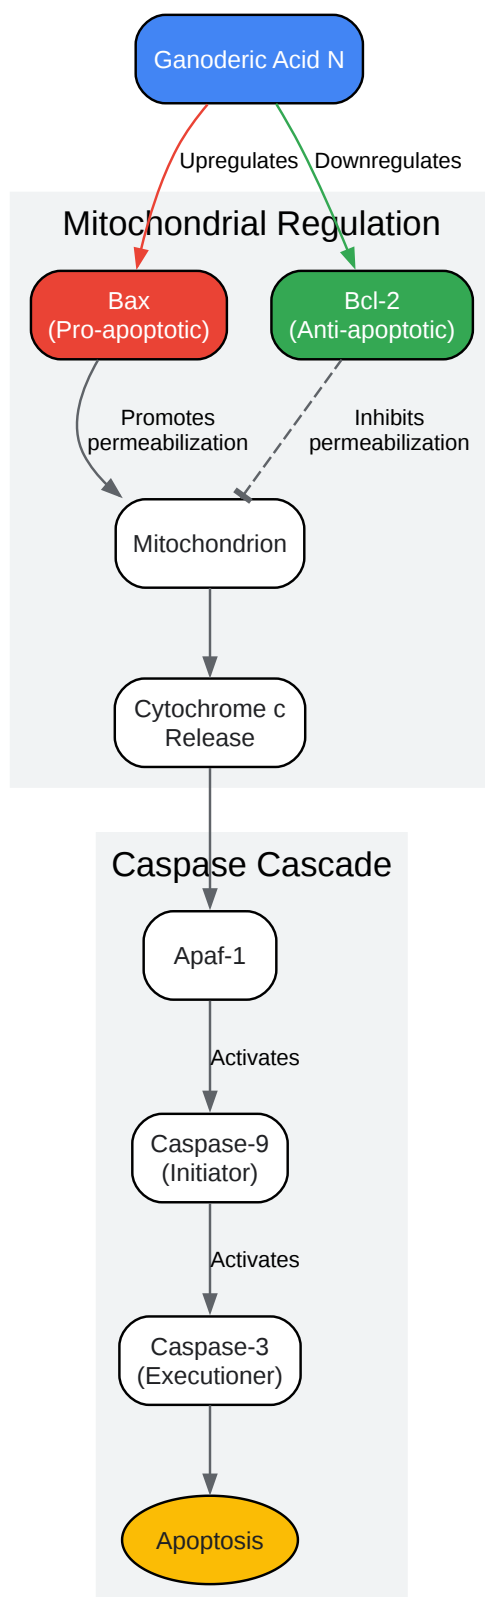 Ganoderic Acid N
Upregulates
Downregulates
Mitochondrial Regulation
Bax
(Pro-apoptotic)
Bcl-2
(Anti-apoptotic)
Promotes
permeabilization
Inhibits
permeabilization
Mitochondrion
Cytochrome c
Release
Caspase Cascade
Apaf-1
Activates
Caspase-9
(Initiator)
Activates
Caspase-3
(Executioner)
Apoptosis